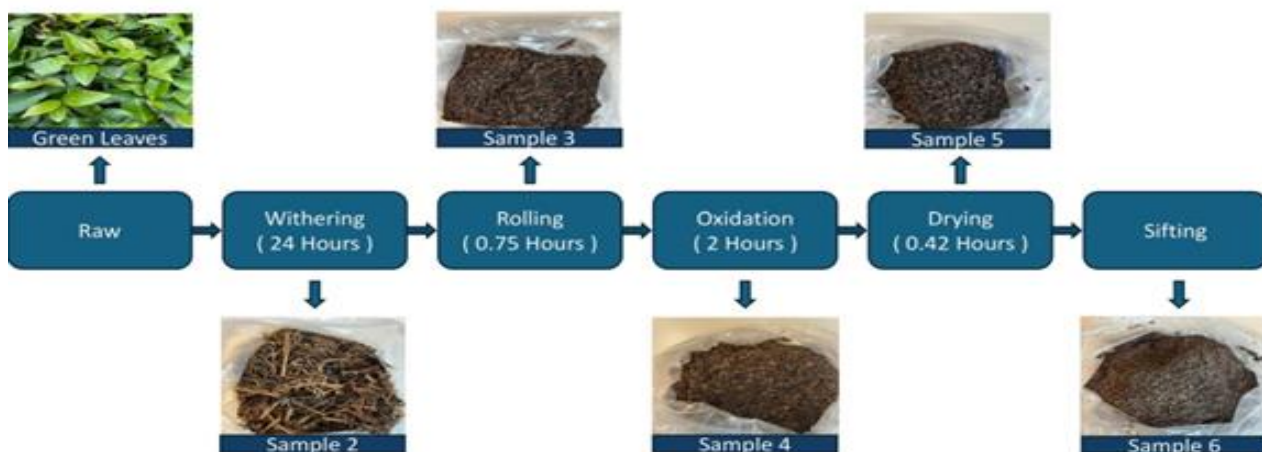 Green Leaves
Sample 3
Sample 5
Raw
Withering
( 24 Hours )
Rolling
( 0.75 Hours )
Oxidation
( 2 Hours )
Drying
( 0.42 Hours )
Sifting
Sample 2
Sample 4
Sample 6